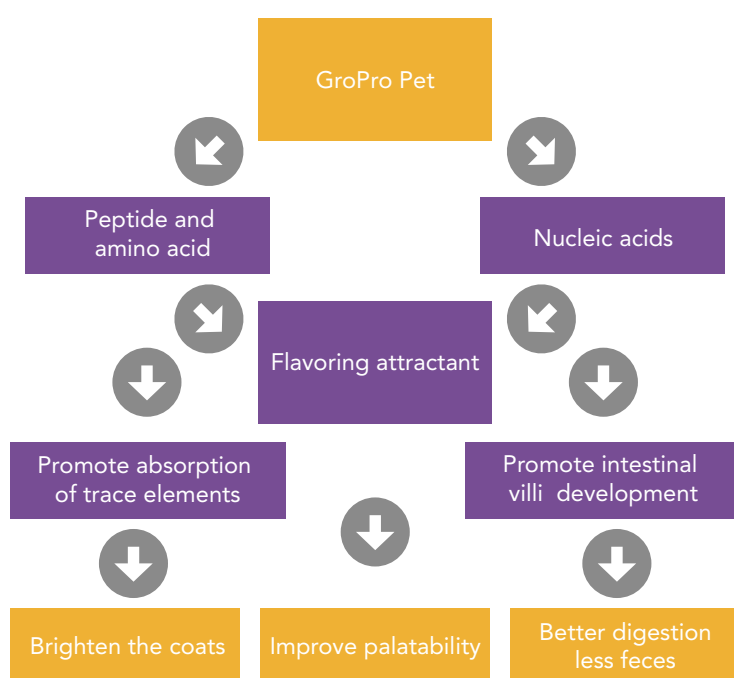 GroPro Pet
Peptide and
amino acid
Nucleic acids
Flavoring attractant
Promote absorption
of trace elements
Promote intestinal
villi development
Brighten the coats
Improve palatability
Better digestion
less feces